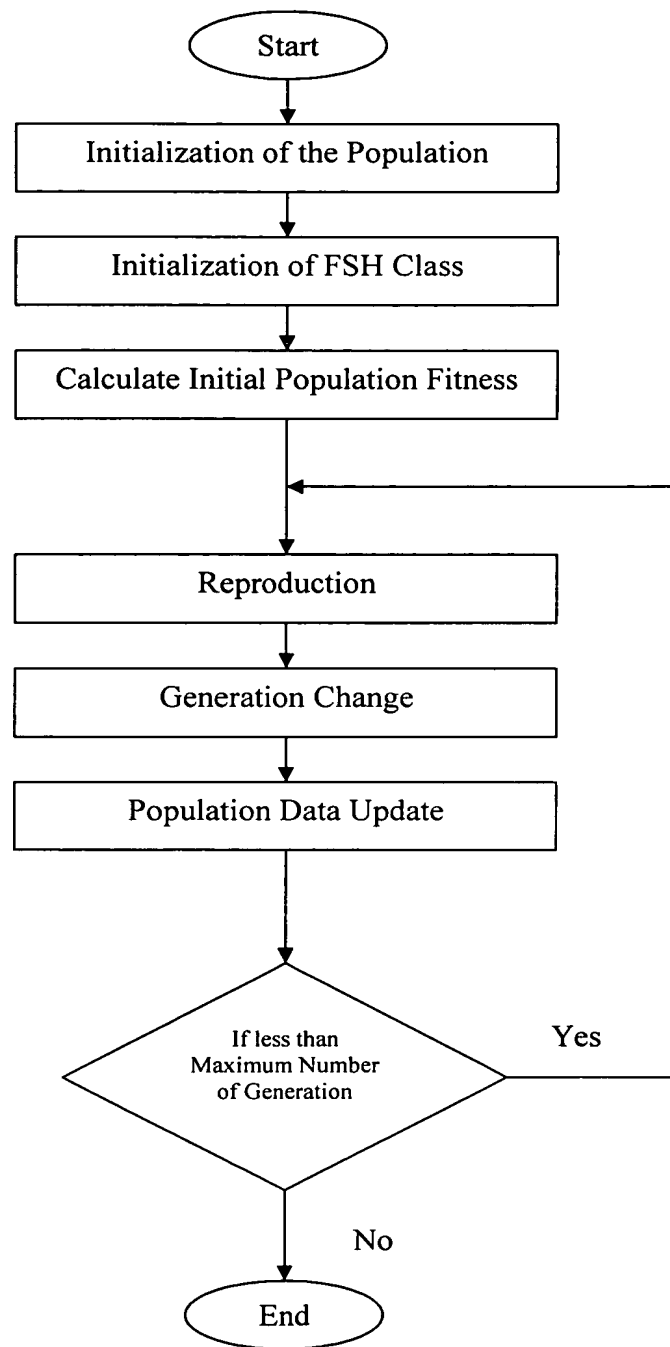 Start
Initialization of the Population
Initialization of FSH Class
Calculate Initial Population Fitness
Reproduction
Generation Change
Population Data Update
If less than
Maximum Number
of Generation
Yes
No
End